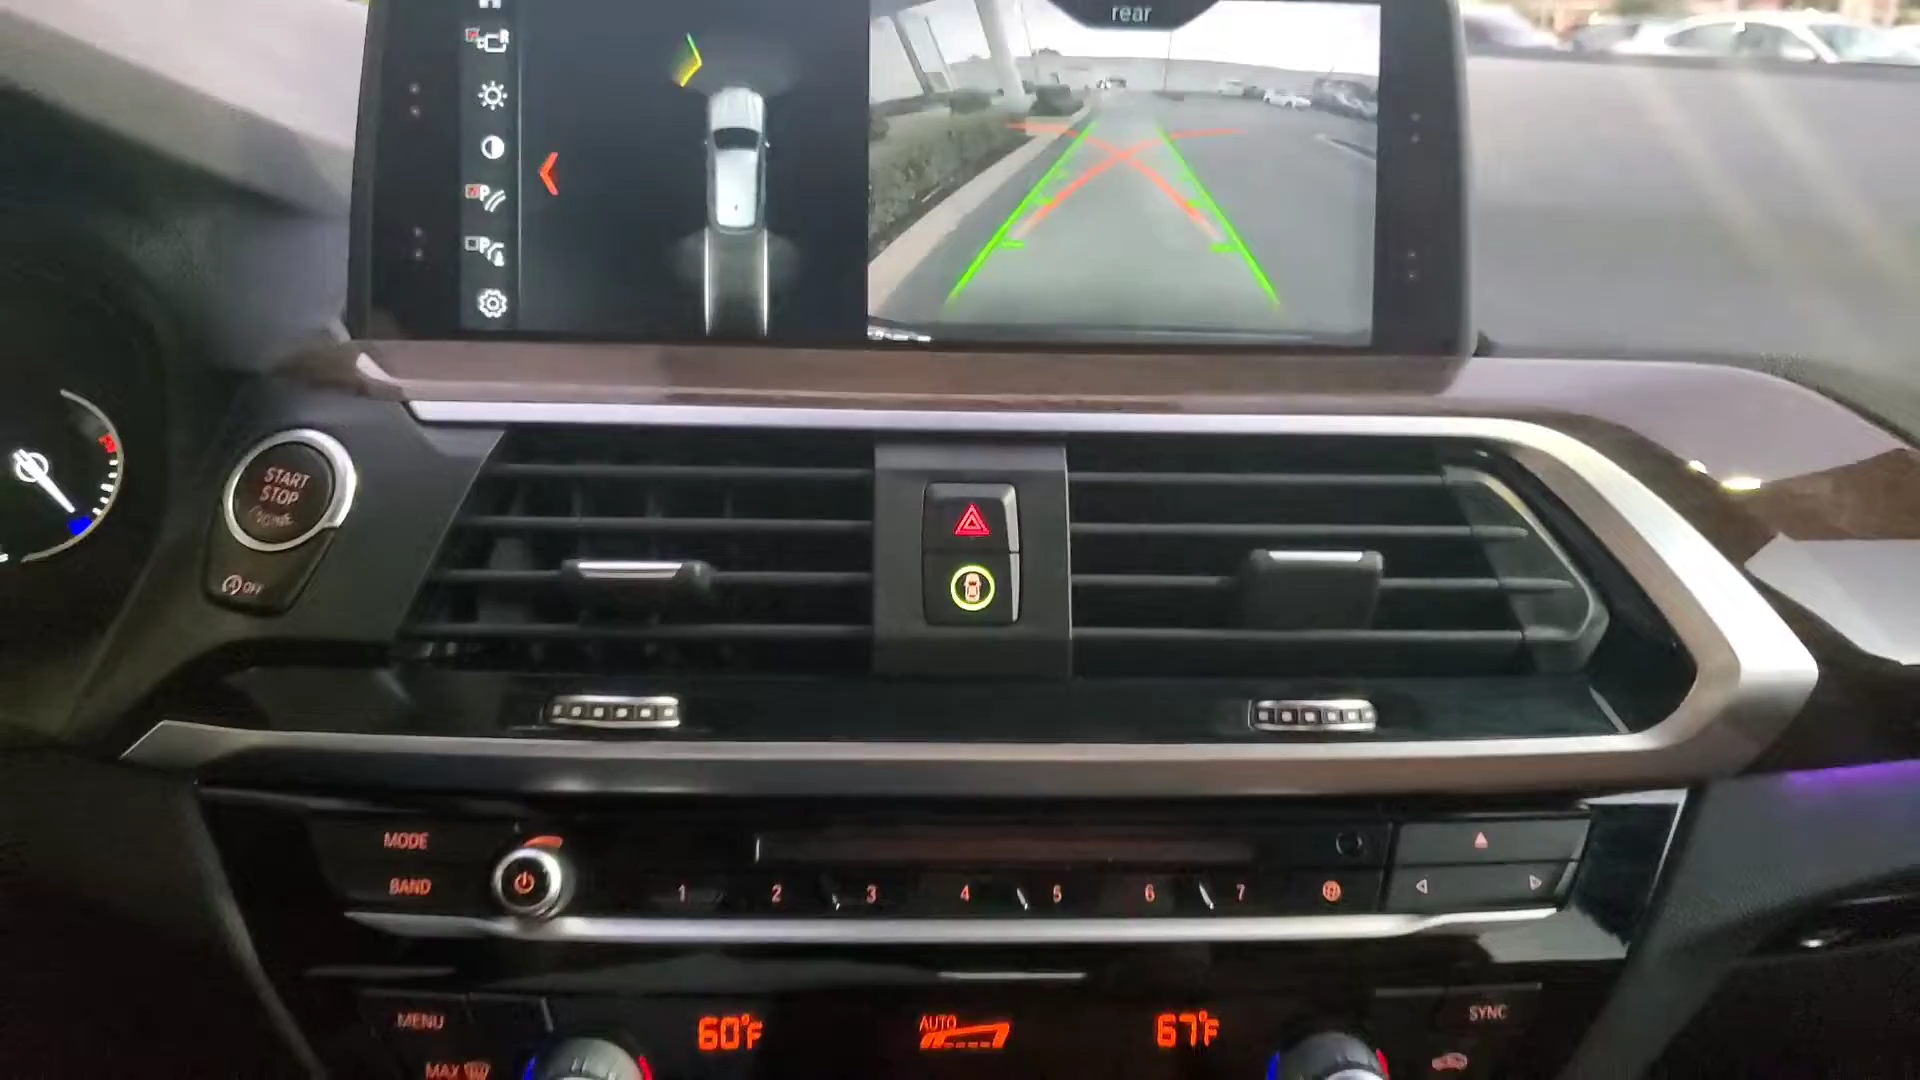 rear
R
P
P
START
STOP
OFF
MODE
BAND
1 2 3 4 5 6 7
MENU
60°F
AUTO
67°F
SYNC
MAX